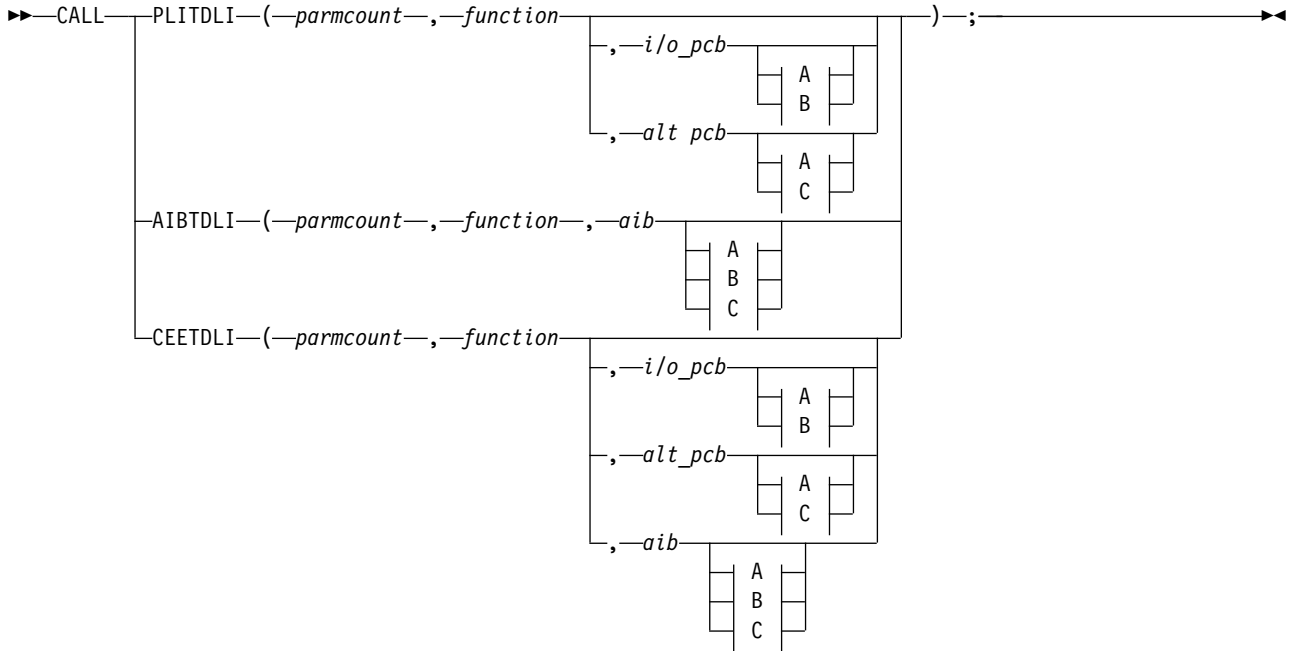 CALL PLITDLI ( parmcount , function ) ;
, i/o_pcb
A
B
, alt pcb
A
C
AIBTDLI ( parmcount , function , aib
A
B
C
CEETDLI ( parmcount , function
, i/o_pcb
A
B
, alt_pcb
A
C
, aib
A
B
C